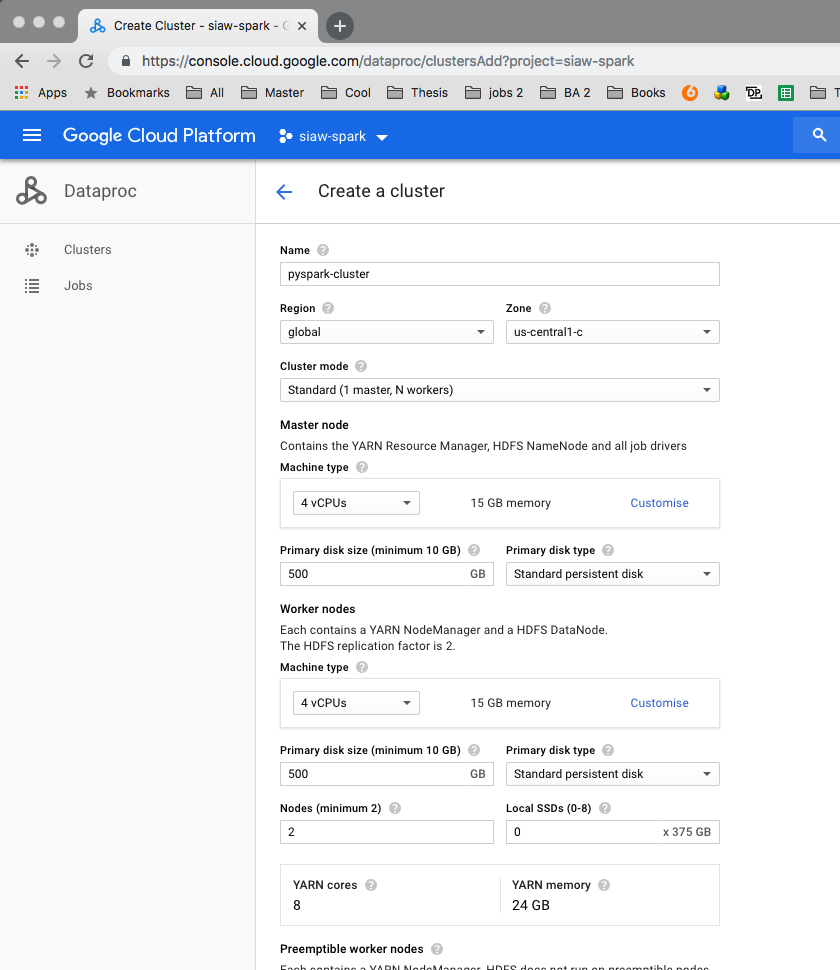 Create Cluster - siaw-spark - G
https://console.cloud.google.com/dataproc/clustersAdd?project=siaw-spark
Apps Bookmarks All Master Cool Thesis jobs 2 BA 2 Books
Google Cloud Platform siaw-spark
Dataproc
Create a cluster
Clusters
Jobs
Name
pyspark-cluster
Region Zone
global us-central1-c
Cluster mode
Standard (1 master, N workers)
Master node
Contains the YARN Resource Manager, HDFS NameNode and all job drivers
Machine type
4 vCPUs 15 GB memory Customise
Primary disk size (minimum 10 GB) Primary disk type
500 GB Standard persistent disk
Worker nodes
Each contains a YARN NodeManager and a HDFS DataNode.
The HDFS replication factor is 2.
Machine type
4 vCPUs 15 GB memory Customise
Primary disk size (minimum 10 GB) Primary disk type
500 GB Standard persistent disk
Nodes (minimum 2) Local SSDs (0-8)
2 0 x 375 GB
YARN cores YARN memory
8 24 GB
Preemptible worker nodes
Each contains a YARN NodeManager. HDFS does not run on preemptible nodes.